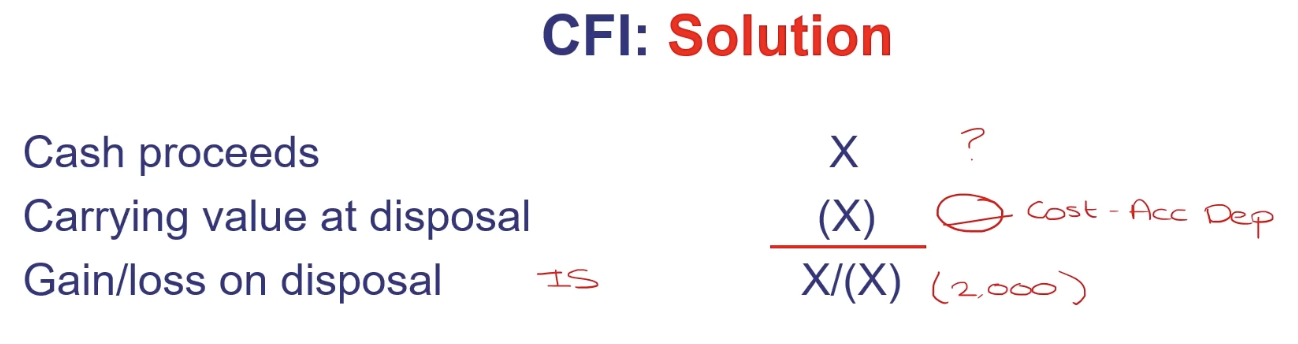 CFI: Solution
Cash proceeds X ?
Carrying value at disposal (X) Cost - Acc Dep
Gain/loss on disposal IS X/(X) (2,000)